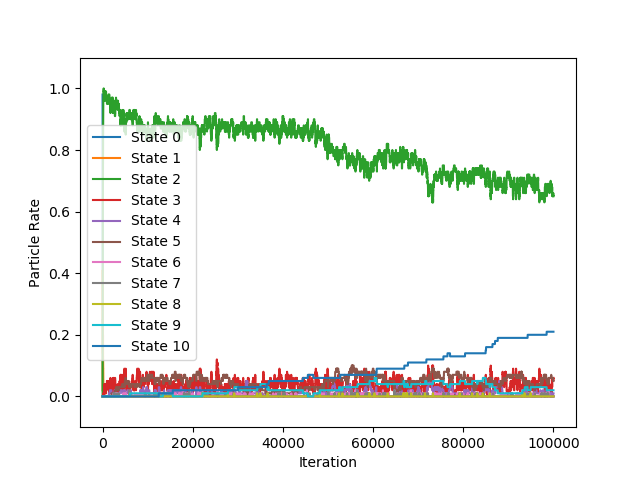 1.0
0.8
0.6
0.4
0.2
0.0
Particle Rate
State 0
State 1
State 2
State 3
State 4
State 5
State 6
State 7
State 8
State 9
State 10
0 20000 40000 60000 80000 100000
Iteration